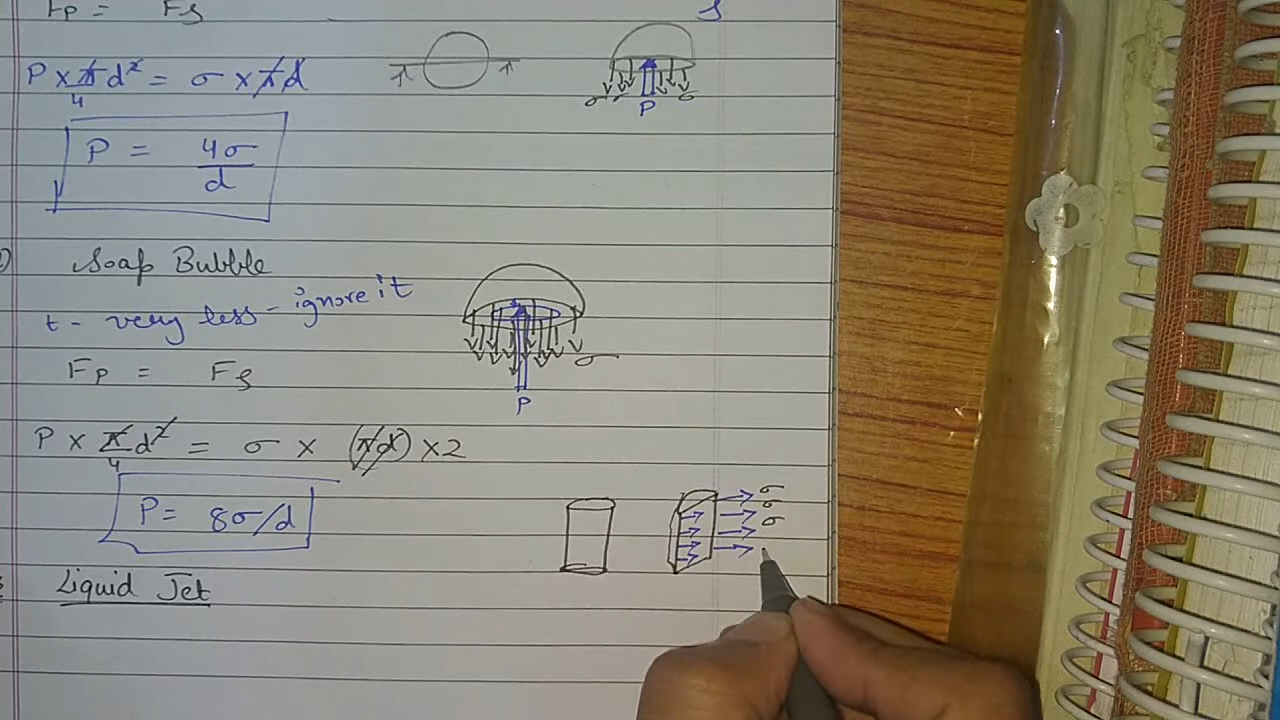 Fp = Fs
P × π/4 d² = σ × πd
σ σ
P
P = 4σ/d
Soap Bubble
t - very less - ignore it
Fp = Fs
σ
P
P × π/4 d² = σ × (πd) × 2
P = 8σ/d
σ
σ
σ
Liquid Jet